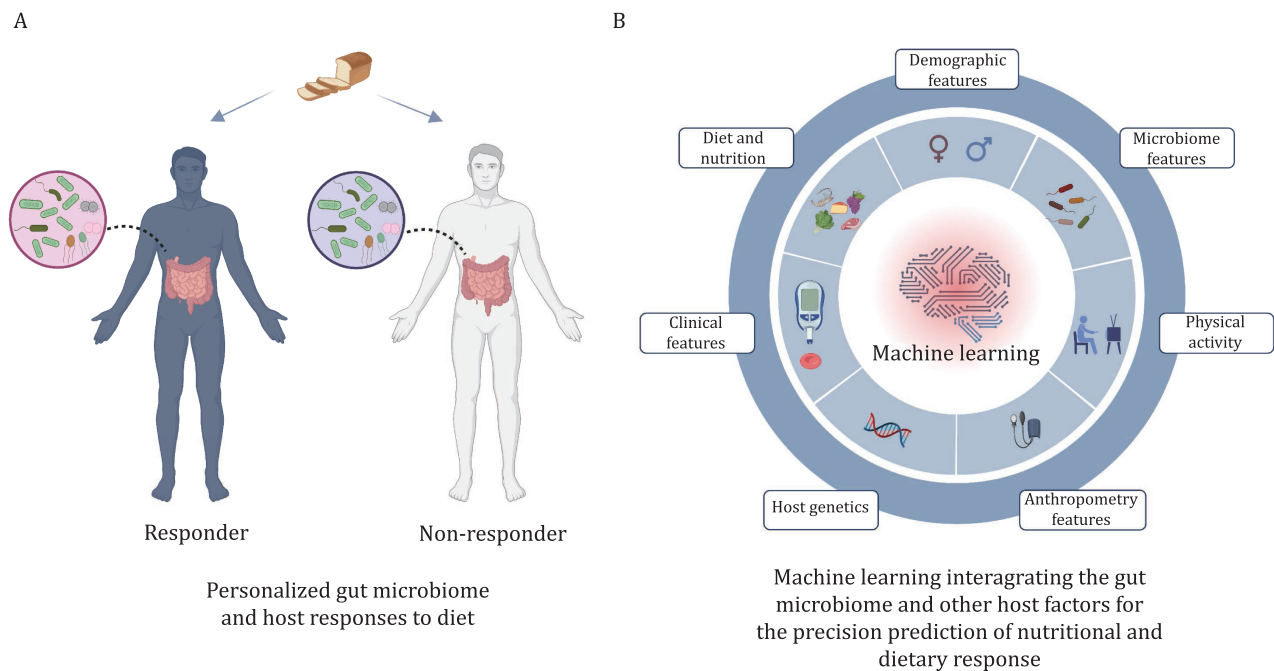 A
Responder
Non-responder
Personalized gut microbiome
and host responses to diet
B
Demographic
features
Diet and
nutrition
Microbiome
features
Clinical
features
Machine learning
Physical
activity
Host genetics
Anthropometry
features
Machine learning interagrating the gut
microbiome and other host factors for
the precision prediction of nutritional and
dietary response